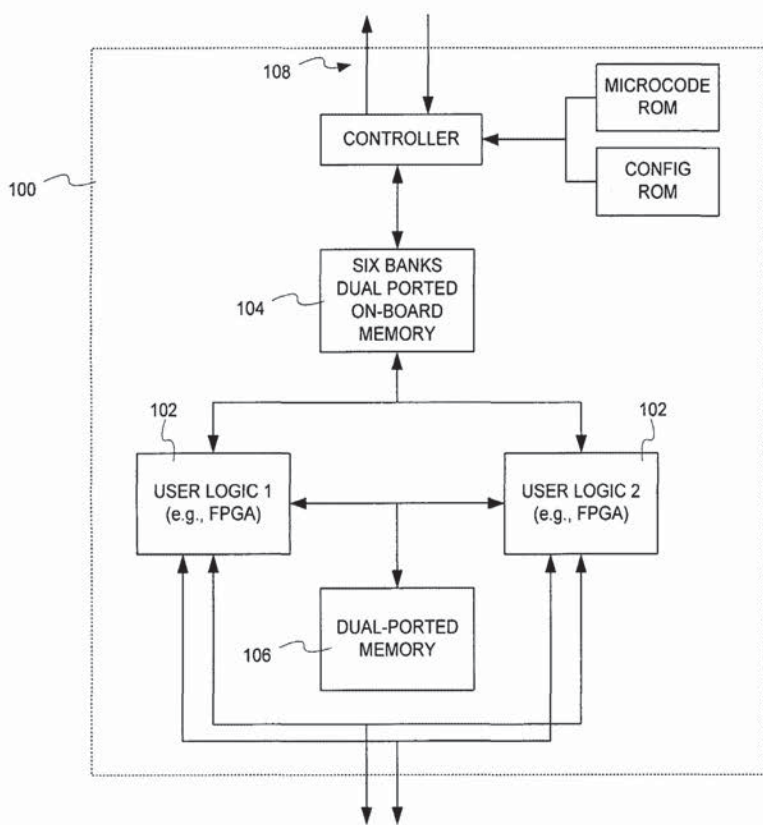 108
MICROCODE
ROM
CONTROLLER
CONFIG
ROM
100
SIX BANKS
DUAL PORTED
ON-BOARD
MEMORY
104
102
102
USER LOGIC 1
(e.g., FPGA)
USER LOGIC 2
(e.g., FPGA)
DUAL-PORTED
MEMORY
106